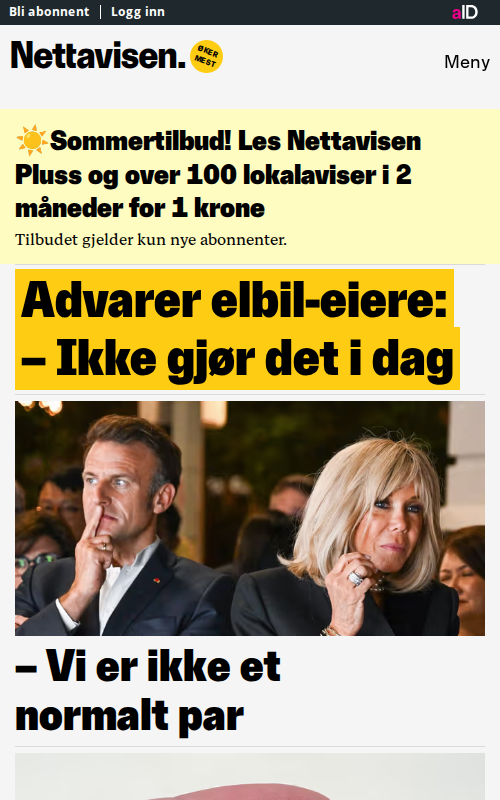 Bli abonnent
Logg inn
aID
Nettavisen.
ØKER
MEST
Meny
☀️Sommertilbud! Les Nettavisen
Pluss og over 100 lokalaviser i 2
måneder for 1 krone
Tilbudet gjelder kun nye abonnenter.
Advarer elbil-eiere:
– Ikke gjør det i dag
– Vi er ikke et
normalt par